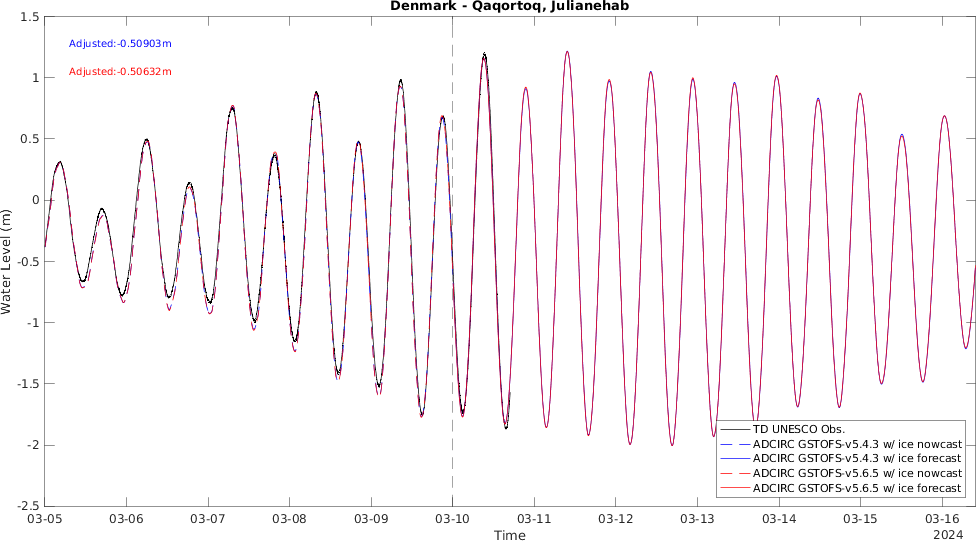 Denmark - Qaqortoq, Julianehab
1.5
Adjusted:-0.50903m
Adjusted:-0.50632m
1
0.5
0
-0.5
-1
-1.5
-2
-2.5
Water Level (m)
TD UNESCO Obs.
ADCIRC GSTOFS-v5.4.3 w/ ice nowcast
ADCIRC GSTOFS-v5.4.3 w/ ice forecast
ADCIRC GSTOFS-v5.6.5 w/ ice nowcast
ADCIRC GSTOFS-v5.6.5 w/ ice forecast
03-05 03-06 03-07 03-08 03-09 03-10 03-11 03-12 03-13 03-14 03-15 03-16
Time
2024